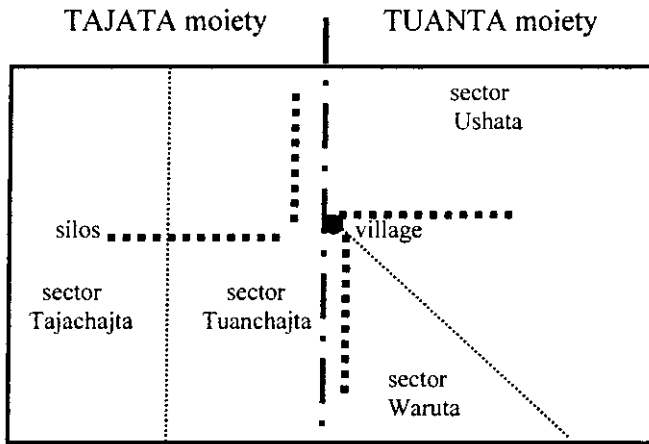 TAJATA moiety
TUANTA moiety
sector
Ushata
silos
village
sector
Tajachajta
sector
Tuanchajta
sector
Waruta